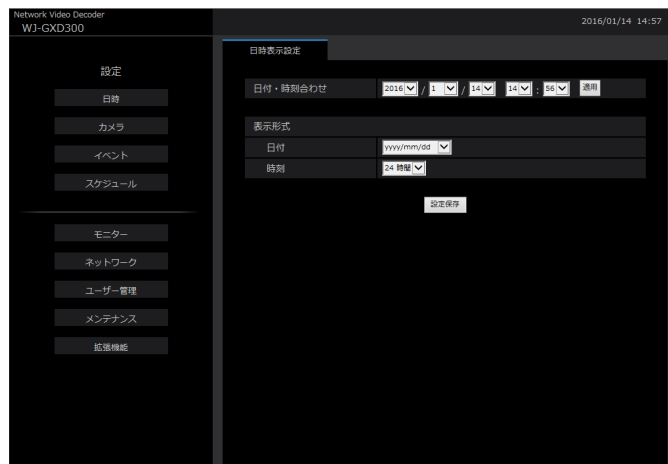 Network Video Decoder
WJ-GXD300
2016/01/14 14:57
設定
日時
カメラ
イベント
スケジュール
モニター
ネットワーク
ユーザー管理
メンテナンス
拡張機能
日時表示設定
日付・時刻合わせ 2016 / 1 / 14 14 : 56 適用
表示形式
日付 yyyy/mm/dd
時刻 24 時間
設定保存